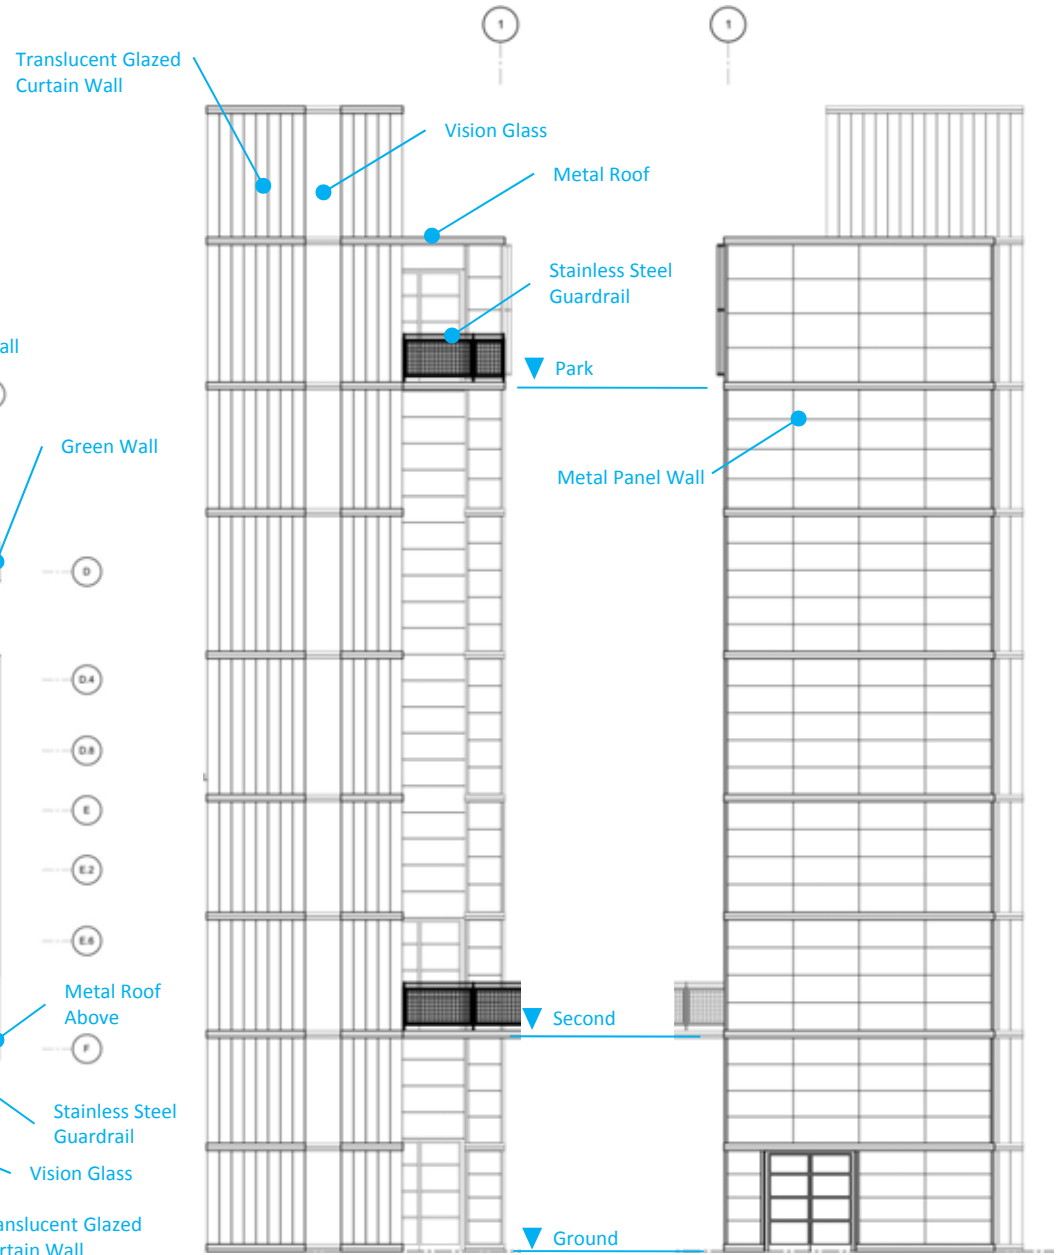 1
1
Translucent Glazed
Curtain Wall
Vision Glass
Metal Roof
Stainless Steel
Guardrail
all
Park
Green Wall
Metal Panel Wall
D
D.4
D.8
E
E.2
E.6
Metal Roof
Above
Second
F
Stainless Steel
Guardrail
Vision Glass
anslucent Glazed
rtain Wall
Ground